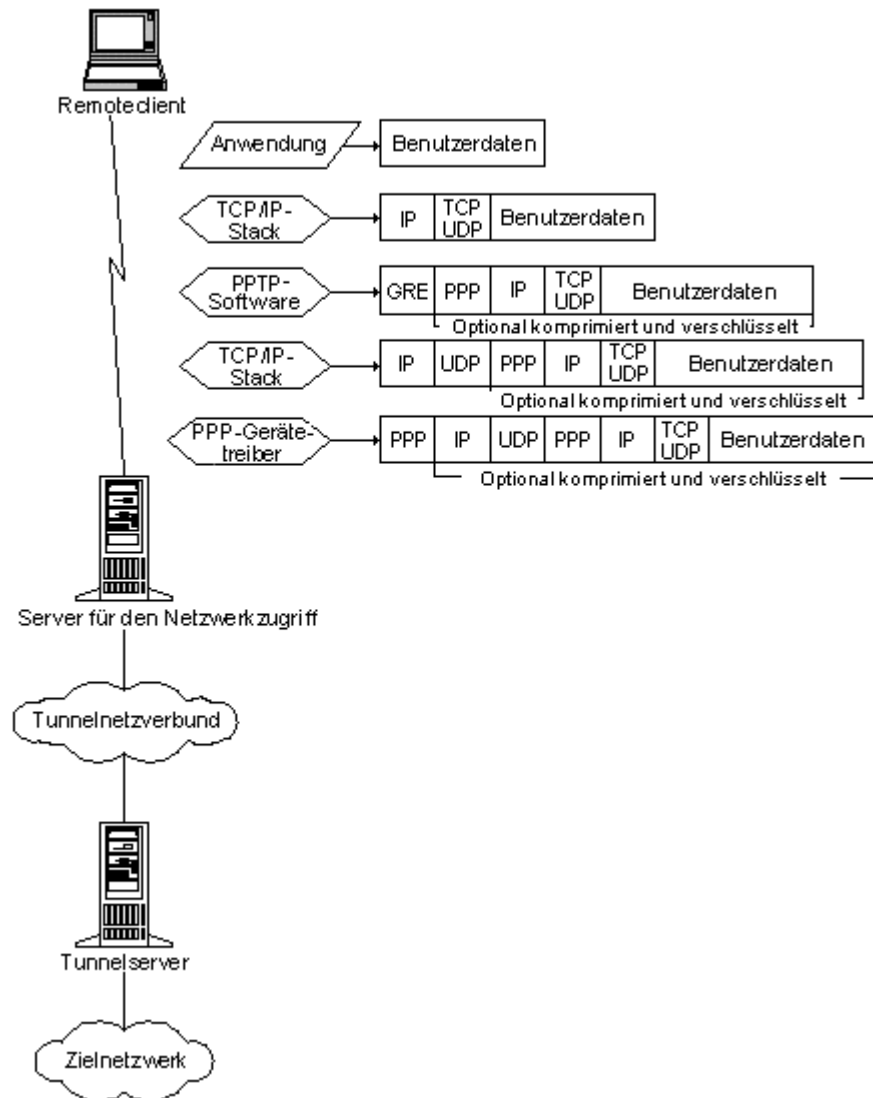 Remoteclient
Anwendung
Benutzerdaten
TCP/IP-
Stack
IP
TCP
UDP
Benutzerdaten
PPTP-
Software
GRE
PPP
IP
TCP
UDP
Benutzerdaten
Optional komprimiert und verschlüsselt
TCP/IP-
Stack
IP
UDP
PPP
IP
TCP
UDP
Benutzerdaten
Optional komprimiert und verschlüsselt
PPP-Geräte-
treiber
PPP
IP
UDP
PPP
IP
TCP
UDP
Benutzerdaten
Optional komprimiert und verschlüsselt
Server für den Netzwerkzugriff
Tunnelnetzverbund
Tunnelserver
Zielnetzwerk